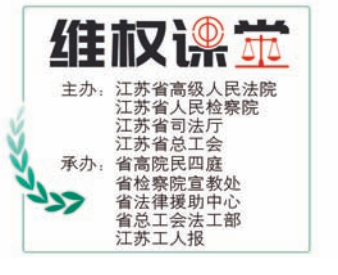 维权课堂
主办：江苏省高级人民法院
江苏省人民检察院
江苏省司法厅
江苏省总工会
承办：省高院民四庭
省检察院宣教处
省法律援助中心
省总工会法工部
江苏工人报